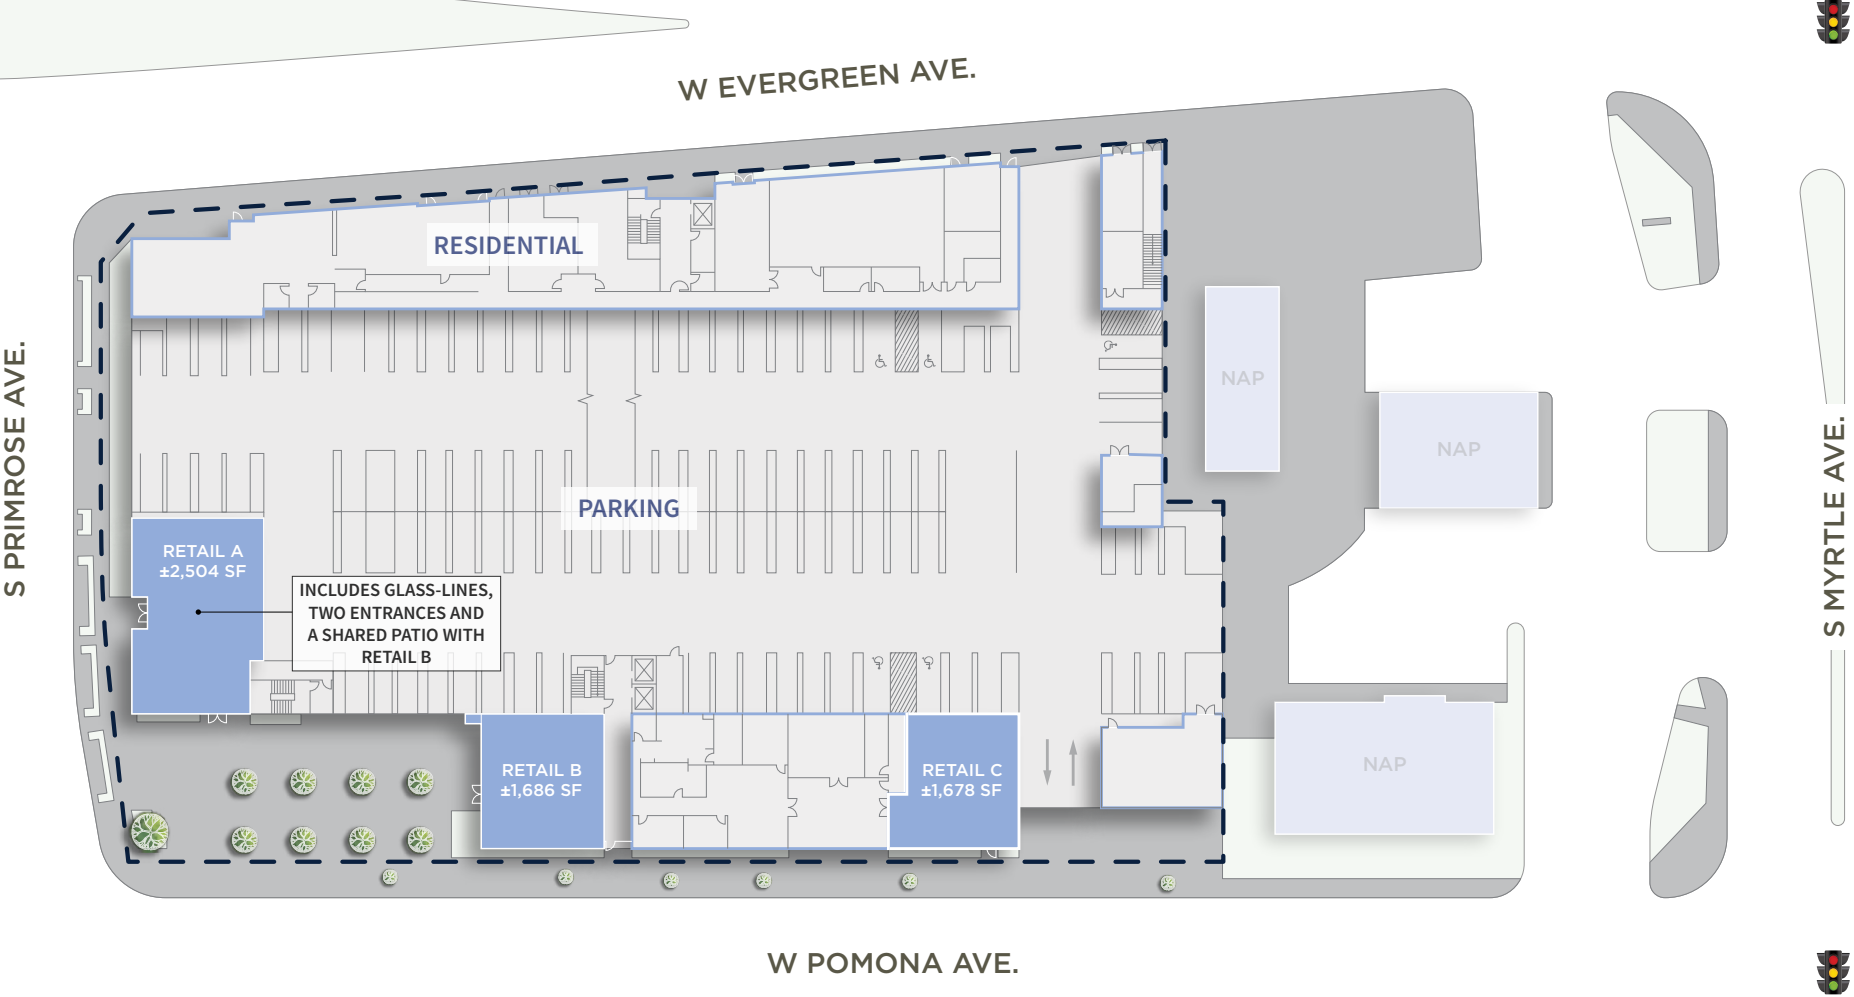 W EVERGREEN AVE.
RESIDENTIAL
S PRIMROSE AVE.
NAP
NAP
S MYRTLE AVE.
PARKING
RETAIL A
±2,504 SF
INCLUDES GLASS-LINES,
TWO ENTRANCES AND
A SHARED PATIO WITH
RETAIL B
RETAIL B
±1,686 SF
RETAIL C
±1,678 SF
NAP
W POMONA AVE.